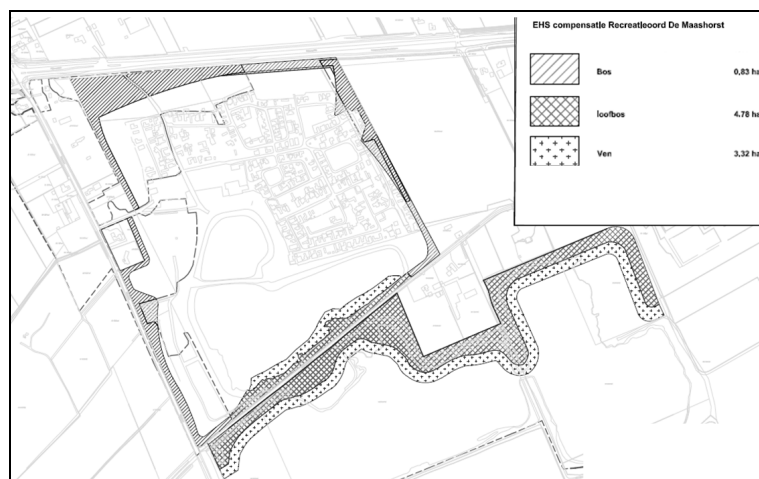 EHS compensatie Recreatieoord De Maashorst
Bos 0,83 ha
loofbos 4.78 ha
Ven 3.32 ha